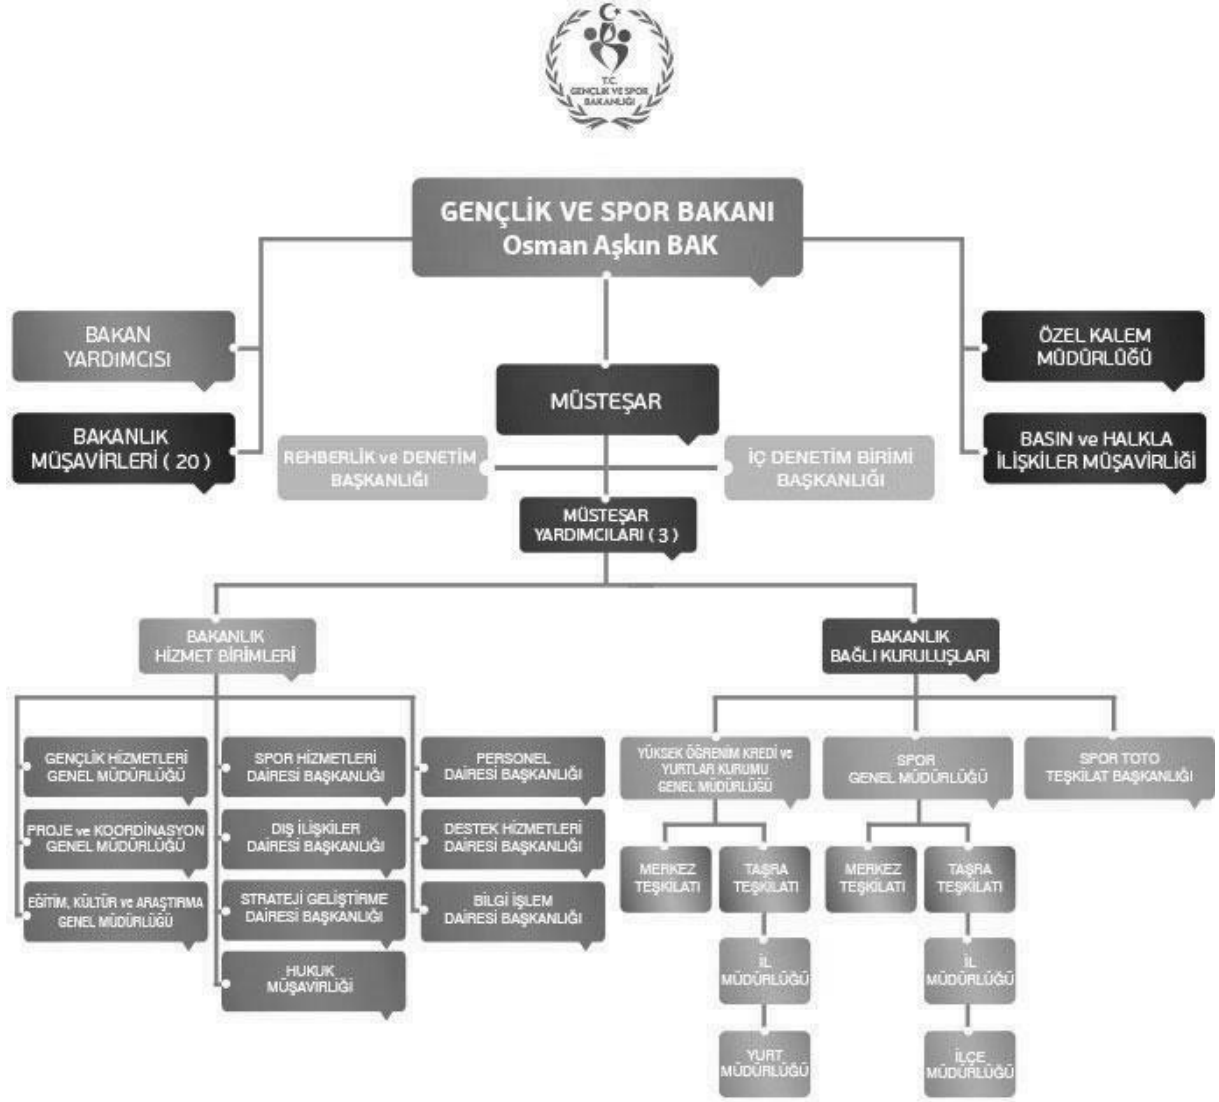 T.C.
GENÇLİK VE SPOR
BAKANLIĞI
GENÇLİK VE SPOR BAKANI
Osman Aşkın BAK
BAKAN
YARDIMCISI
ÖZEL KALEM
MÜDÜRLÜĞÜ
MÜSTEŞAR
BAKANLIK
MÜŞAVİRLERİ ( 20 )
BASIN ve HALKLA
İLİŞKİLER MÜŞAVİRLİĞİ
REHBERLİK ve DENETİM
BAŞKANLIĞI
İÇ DENETİM BİRİMİ
BAŞKANLIĞI
MÜSTEŞAR
YARDIMCILARI ( 3 )
BAKANLIK
HİZMET BİRİMLERİ
BAKANLIK
BAĞLI KURULUŞLARI
GENÇLİK HİZMETLERİ
GENEL MÜDÜRLÜĞÜ
PROJE ve KOORDİNASYON
GENEL MÜDÜRLÜĞÜ
EĞİTİM, KÜLTÜR ve ARAŞTIRMA
GENEL MÜDÜRLÜĞÜ
SPOR HİZMETLERİ
DAİRESİ BAŞKANLIĞI
DIŞ İLİŞKİLER
DAİRESİ BAŞKANLIĞI
STRATEJİ GELİŞTİRME
DAİRESİ BAŞKANLIĞI
HUKUK
MÜŞAVİRLİĞİ
PERSONEL
DAİRESİ BAŞKANLIĞI
DESTEK HİZMETLERİ
DAİRESİ BAŞKANLIĞI
BİLGİ İŞLEM
DAİRESİ BAŞKANLIĞI
YÜKSEK ÖĞRENİM KREDİ ve
YURTLAR KURUMU
GENEL MÜDÜRLÜĞÜ
MERKEZ
TEŞKİLATI
TAŞRA
TEŞKİLATI
İL
MÜDÜRLÜĞÜ
YURT
MÜDÜRLÜĞÜ
SPOR
GENEL MÜDÜRLÜĞÜ
MERKEZ
TEŞKİLATI
TAŞRA
TEŞKİLATI
İL
MÜDÜRLÜĞÜ
İLÇE
MÜDÜRLÜĞÜ
SPOR TOTO
TEŞKİLAT BAŞKANLIĞI